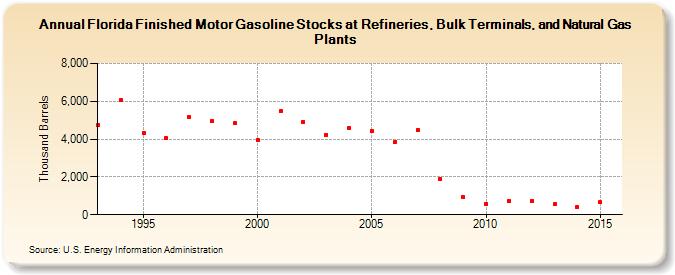 Annual Florida Finished Motor Gasoline Stocks at Refineries, Bulk Terminals, and Natural Gas
Plants
Thousand Barrels
8,000
6,000
4,000
2,000
0
1995
2000
2005
2010
2015
Source: U.S. Energy Information Administration